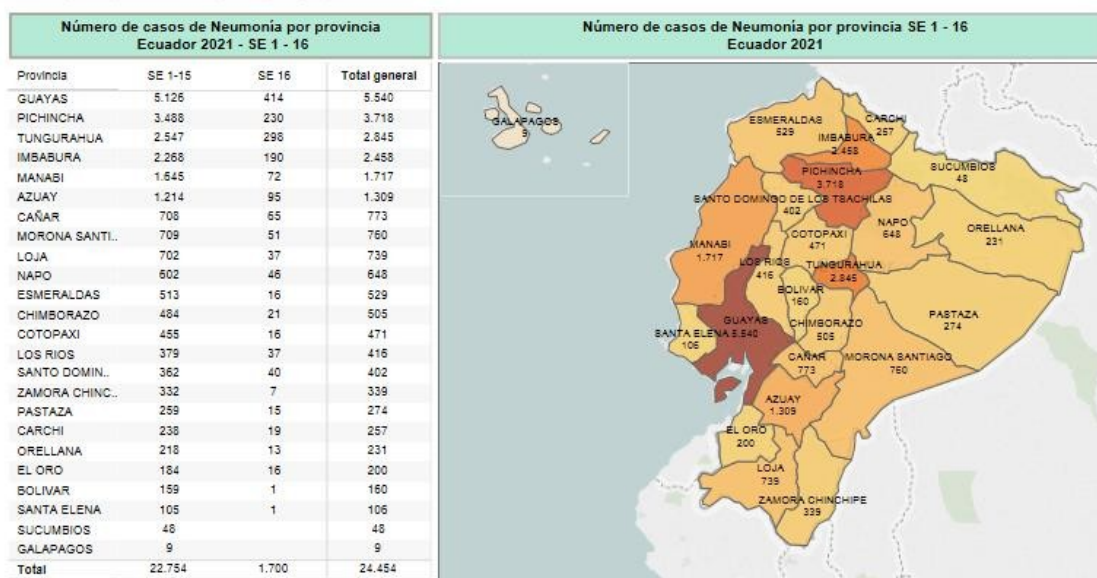 Número de casos de Neumonía por provincia
Ecuador 2021 - SE 1 - 16
Provincia SE 1-15 SE 16 Total general
GUAYAS 5.126 414 5.540
PICHINCHA 3.488 230 3.718
TUNGURAHUA 2.547 298 2.845
IMBABURA 2.268 190 2.458
MANABI 1.645 72 1.717
AZUAY 1.214 95 1.309
CAÑAR 708 65 773
MORONA SANTI.. 709 51 760
LOJA 702 37 739
NAPO 602 46 648
ESMERALDAS 513 16 529
CHIMBORAZO 484 21 505
COTOPAXI 455 16 471
LOS RIOS 379 37 416
SANTO DOMIN.. 362 40 402
ZAMORA CHINC.. 332 7 339
PASTAZA 259 15 274
CARCHI 238 19 257
ORELLANA 218 13 231
EL ORO 184 16 200
BOLIVAR 159 1 160
SANTA ELENA 105 1 106
SUCUMBIOS 48 48
GALAPAGOS 9 9
Total 22.754 1.700 24.454
Número de casos de Neumonía por provincia SE 1 - 16
Ecuador 2021
GALAPAGOS
9
ESMERALDAS
529
CARCHI
257
IMBABURA
2.458
SUCUMBIOS
48
PICHINCHA
3.718
SANTO DOMINGO DE LOS TSACHILAS
402
NAPO
648
ORELLANA
231
COTOPAXI
471
MANABI
1.717
LOS RIOS
416
TUNGURAHUA
2.845
BOLIVAR
160
PASTAZA
274
GUAYAS
5.540
CHIMBORAZO
505
SANTA ELENA
106
CAÑAR
773
MORONA SANTIAGO
760
AZUAY
1.309
EL ORO
200
LOJA
739
ZAMORA CHINCHIPE
339